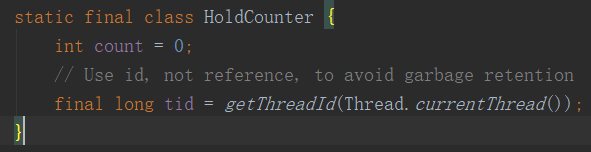 static final class HoldCounter {
    int count = 0;
    // Use id, not reference, to avoid garbage retention
    final long tid = getThreadId(Thread.currentThread());
}